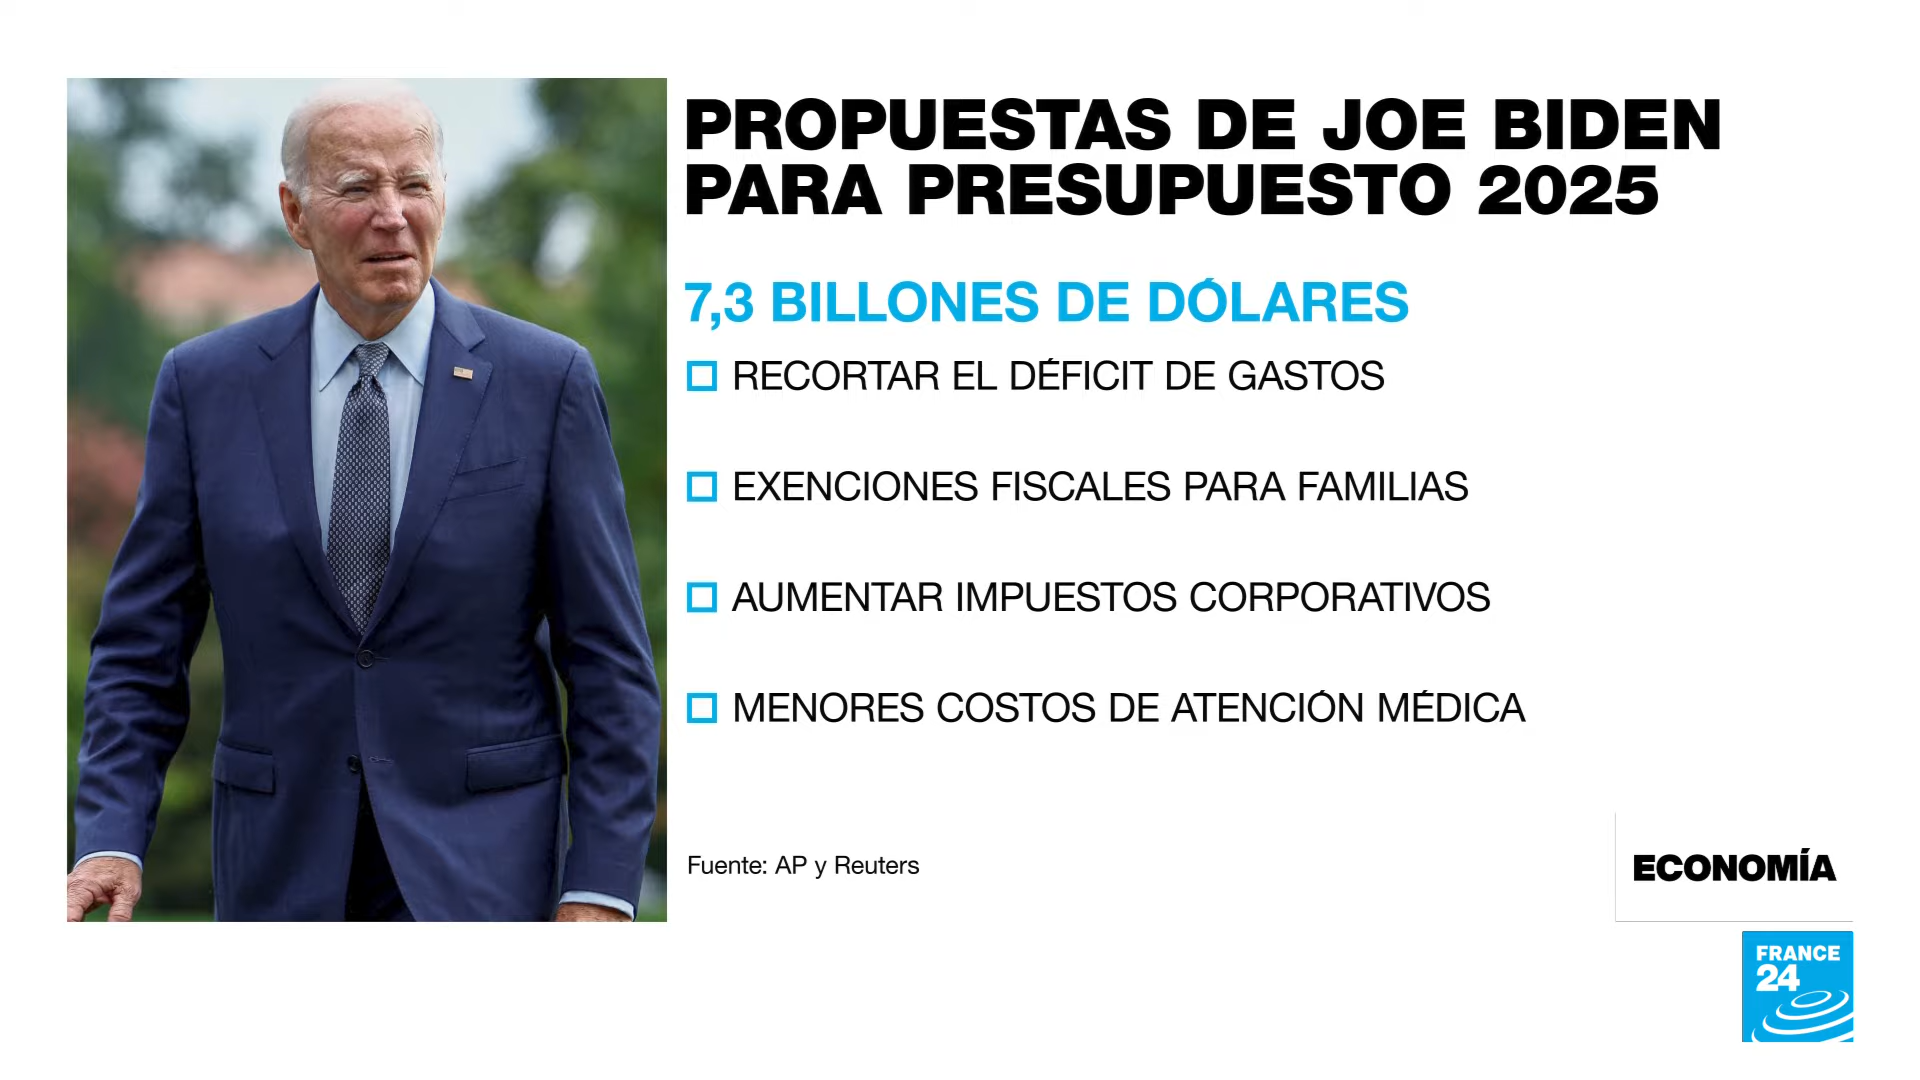 PROPUESTAS DE JOE BIDEN
PARA PRESUPUESTO 2025
7,3 BILLONES DE DÓLARES
RECORTAR EL DÉFICIT DE GASTOS
EXENCIONES FISCALES PARA FAMILIAS
AUMENTAR IMPUESTOS CORPORATIVOS
MENORES COSTOS DE ATENCIÓN MÉDICA
Fuente: AP y Reuters
ECONOMÍA
FRANCE
24